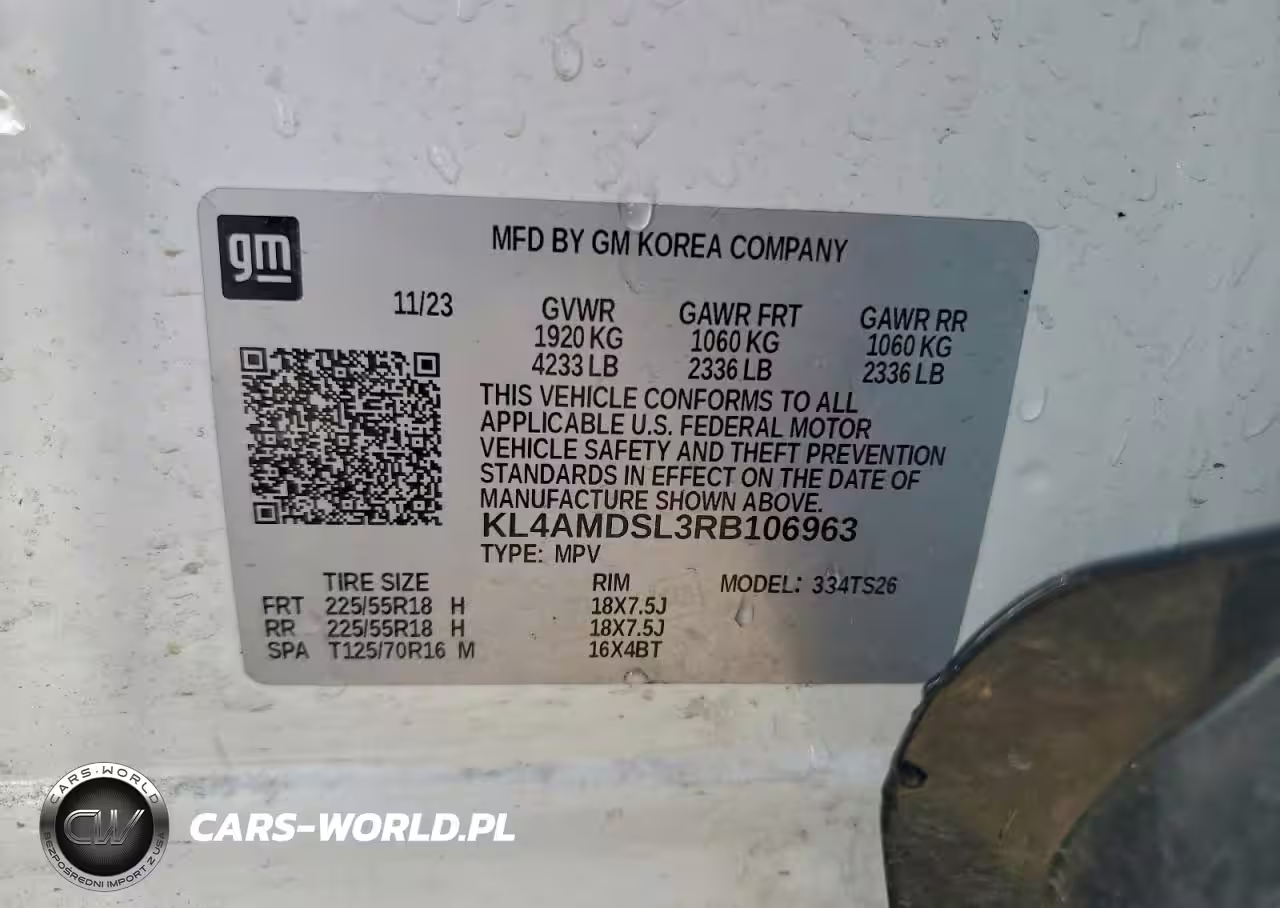 gm
MFD BY GM KOREA COMPANY
11/23 GVWR GAWR FRT GAWR RR
1920 KG 1060 KG 1060 KG
4233 LB 2336 LB 2336 LB
THIS VEHICLE CONFORMS TO ALL
APPLICABLE U.S. FEDERAL MOTOR
VEHICLE SAFETY AND THEFT PREVENTION
STANDARDS IN EFFECT ON THE DATE OF
MANUFACTURE SHOWN ABOVE.
KL4AMDSL3RB106963
TYPE: MPV
TIRE SIZE RIM MODEL: 334TS26
FRT 225/55R18 H 18X7.5J
RR 225/55R18 H 18X7.5J
SPA T125/70R16 M 16X4BT
CARS-WORLD
CW
BEZPOŚREDNI IMPORT Z USA
CARS-WORLD.PL